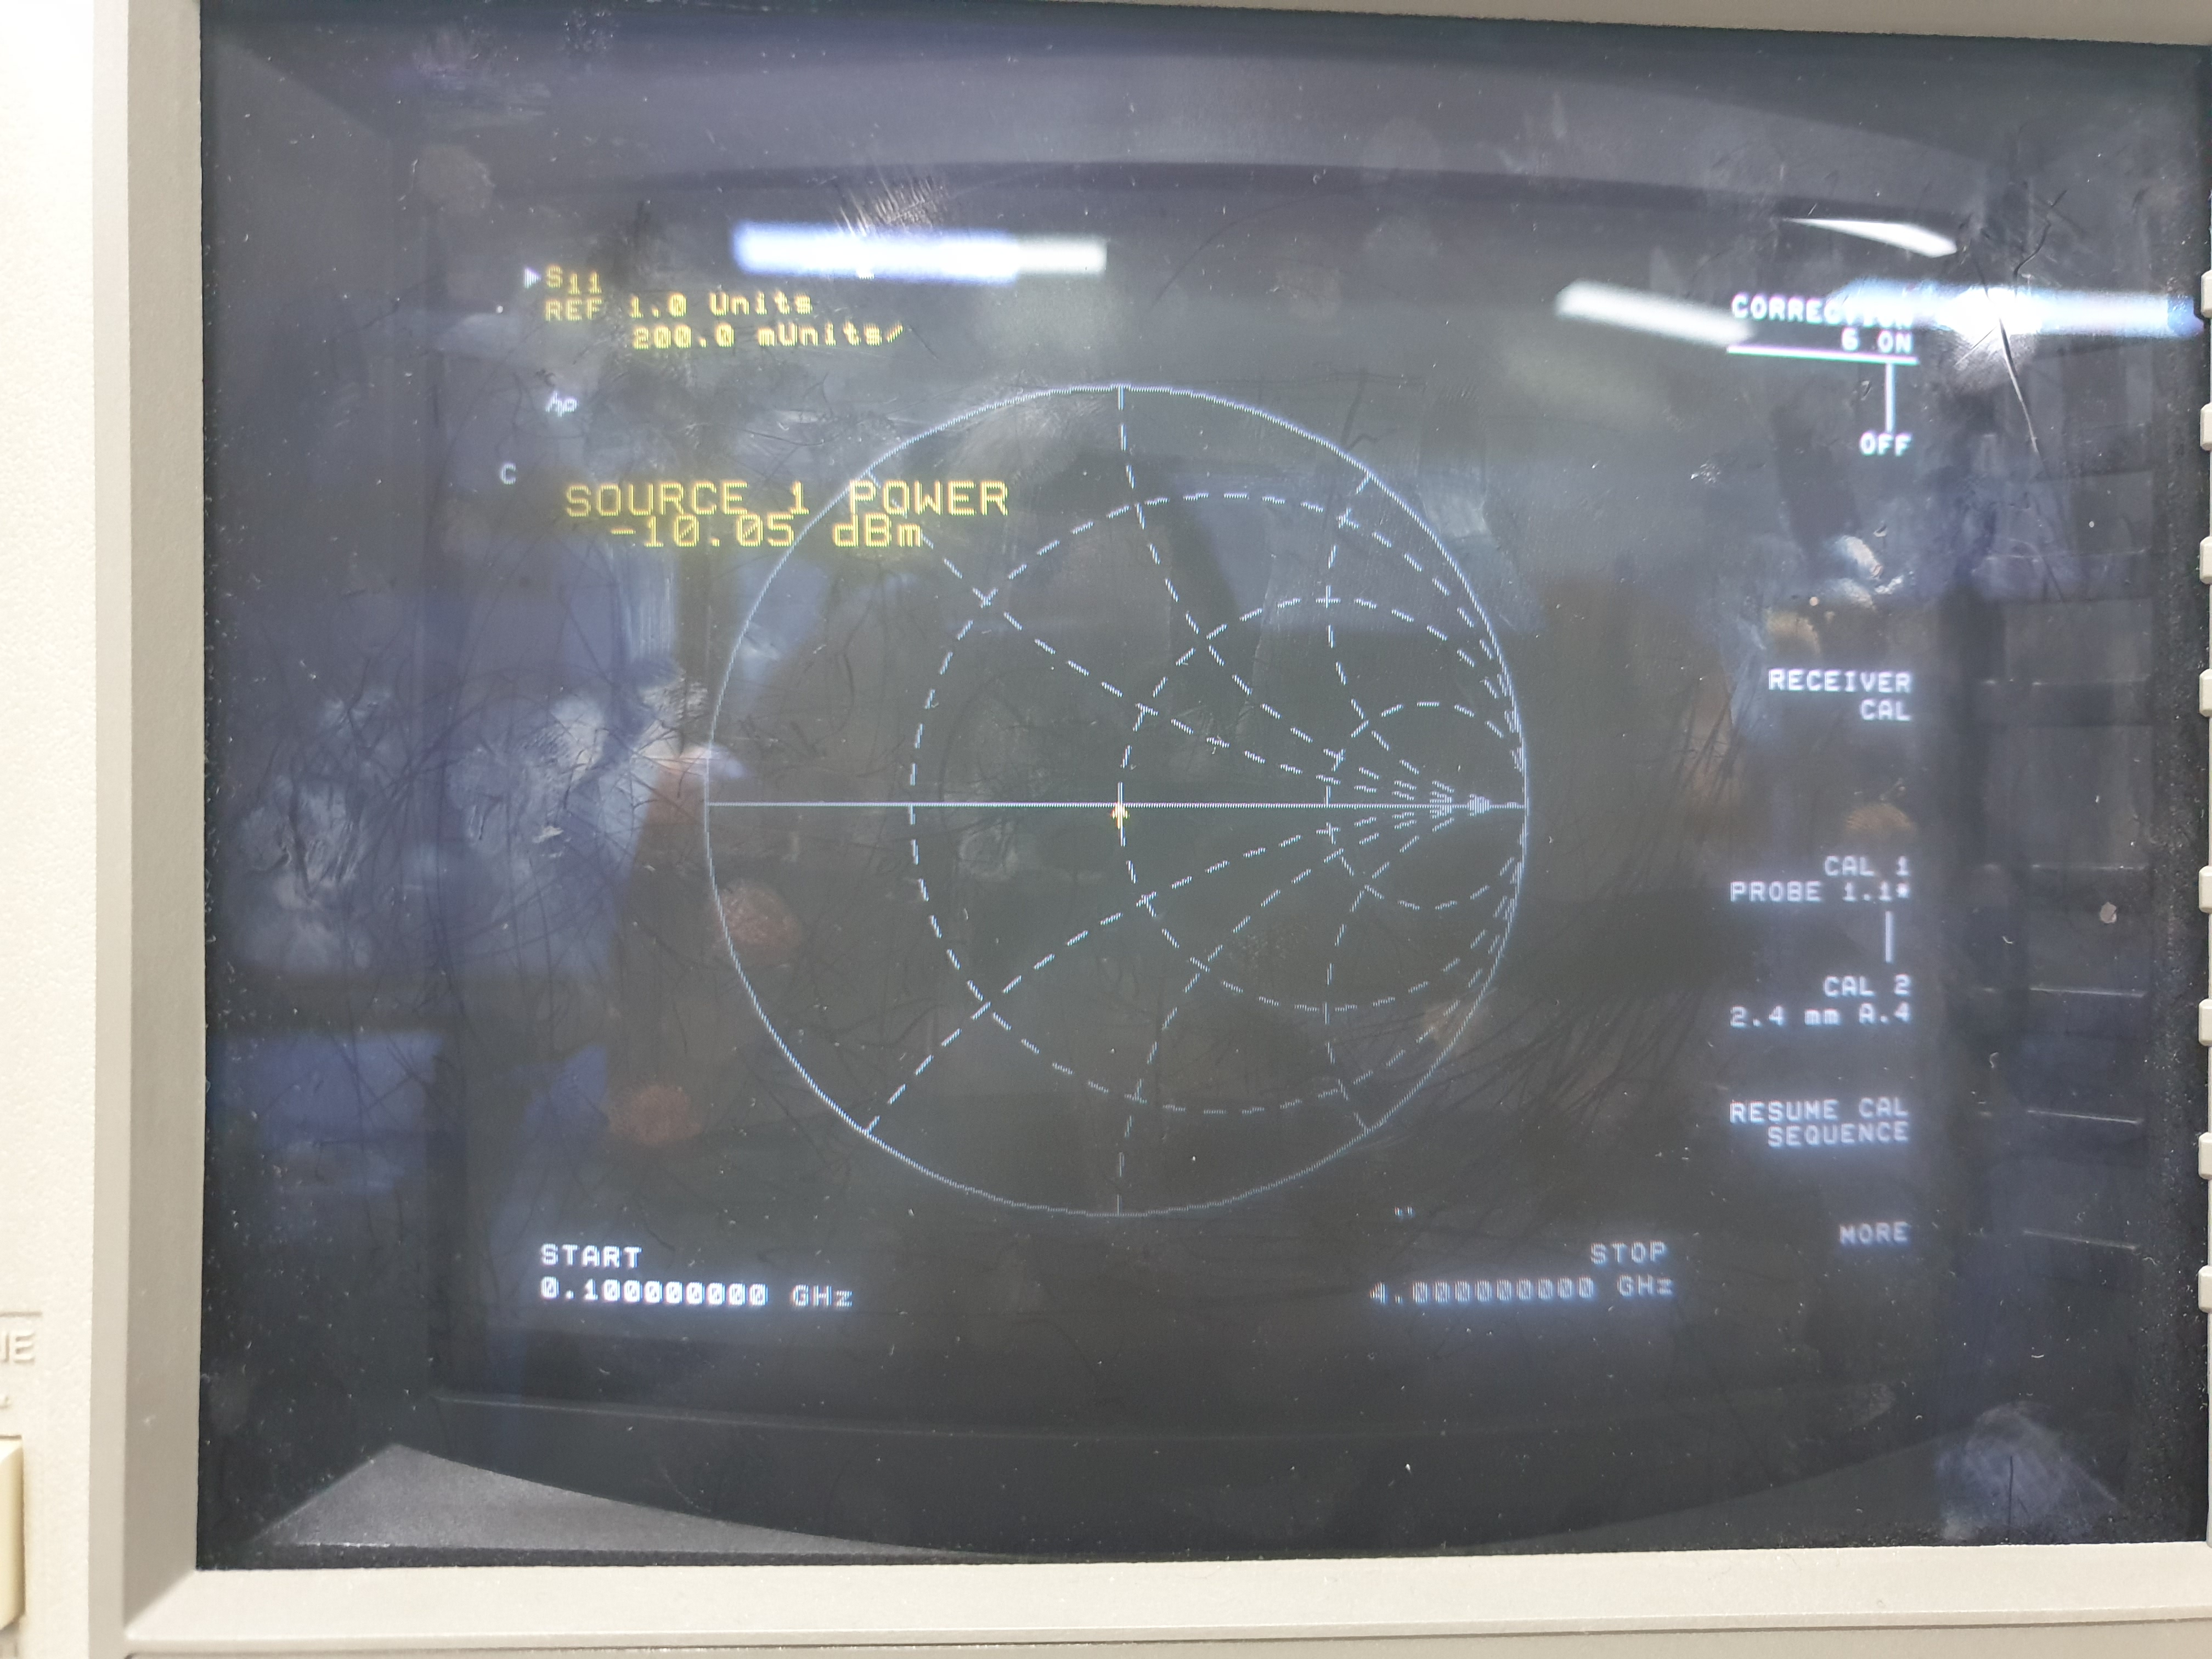 S11
REF 1.0 Units
200.0 mUnits/
hp
C
SOURCE 1 POWER
-10.05 dBm
START
0.100000000 GHz
STOP
4.000000000 GHz
CORRECTION
6 ON
OFF
RECEIVER
CAL
CAL 1
PROBE 1.1*
CAL 2
2.4 mm A.4
RESUME CAL
SEQUENCE
MORE